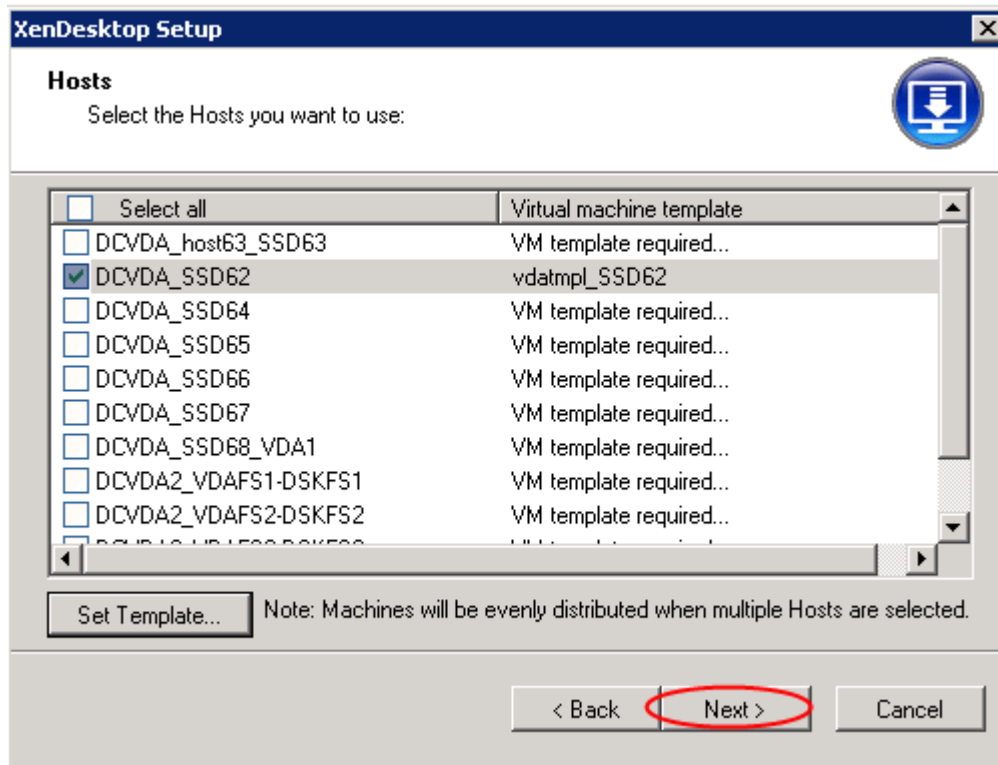 XenDesktop Setup
Hosts
Select the Hosts you want to use:
Select all Virtual machine template
DCVDA_host63_SSD63 VM template required...
DCVDA_SSD62 vdatmpl_SSD62
DCVDA_SSD64 VM template required...
DCVDA_SSD65 VM template required...
DCVDA_SSD66 VM template required...
DCVDA_SSD67 VM template required...
DCVDA_SSD68_VDA1 VM template required...
DCVDA2_VDAFS1-DSKFS1 VM template required...
DCVDA2_VDAFS2-DSKFS2 VM template required...
Set Template... Note: Machines will be evenly distributed when multiple Hosts are selected.
< Back Next > Cancel